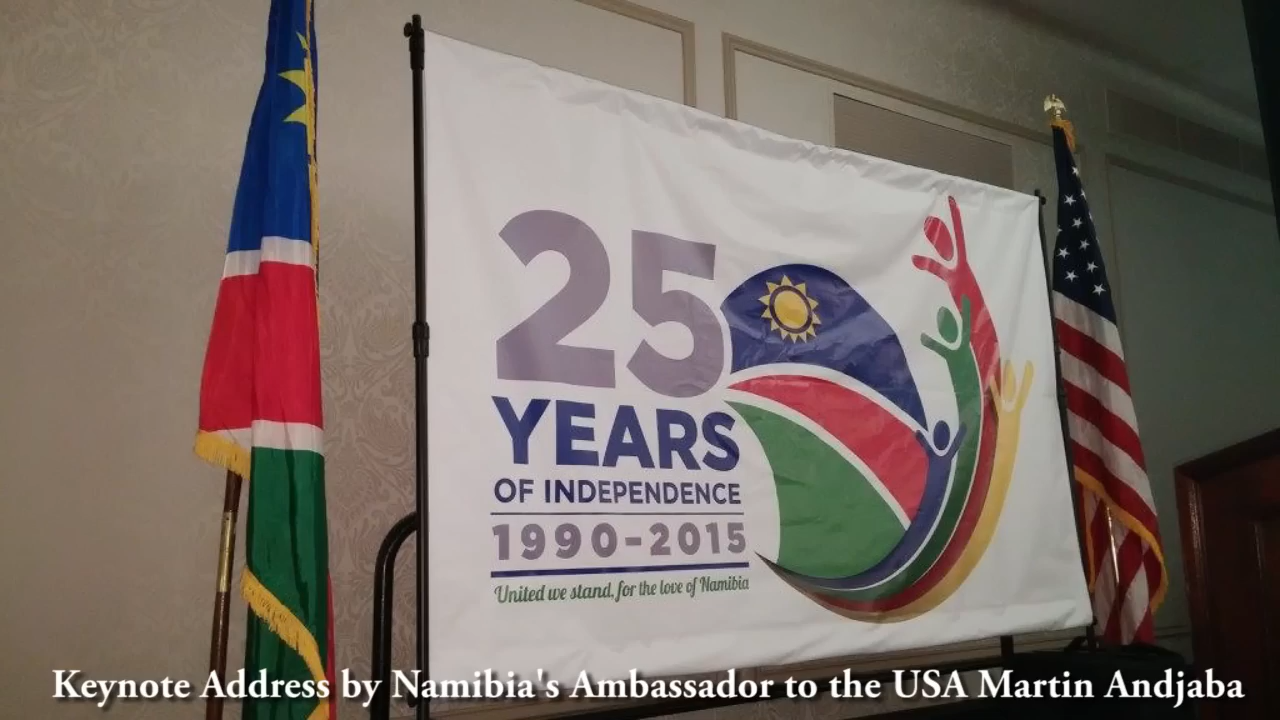 25
YEARS
OF INDEPENDENCE
1990-2015
United we stand, for the love of Namibia
Keynote Address by Namibia's Ambassador to the USA Martin Andjaba